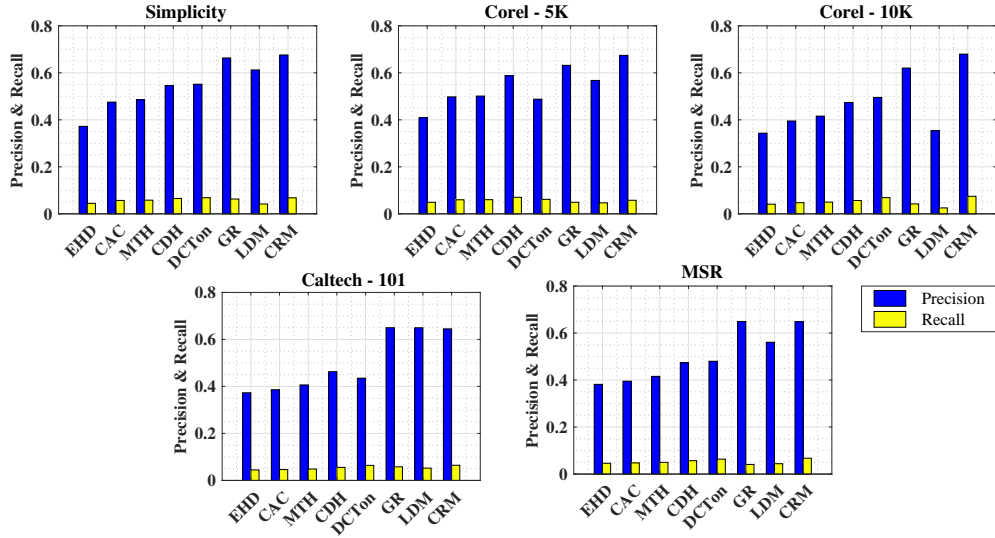 Simplicity
Precision & Recall
0.8
0.6
0.4
0.2
0
EHD CAC MTH CDH DCTon GR LDM CRM
Corel - 5K
Precision & Recall
0.8
0.6
0.4
0.2
0
EHD CAC MTH CDH DCTon GR LDM CRM
Corel - 10K
Precision & Recall
0.8
0.6
0.4
0.2
0
EHD CAC MTH CDH DCTon GR LDM CRM
Caltech - 101
Precision & Recall
0.8
0.6
0.4
0.2
0
EHD CAC MTH CDH DCTon GR LDM CRM
MSR
Precision & Recall
0.8
0.6
0.4
0.2
0
EHD CAC MTH CDH DCTon GR LDM CRM
Precision
Recall